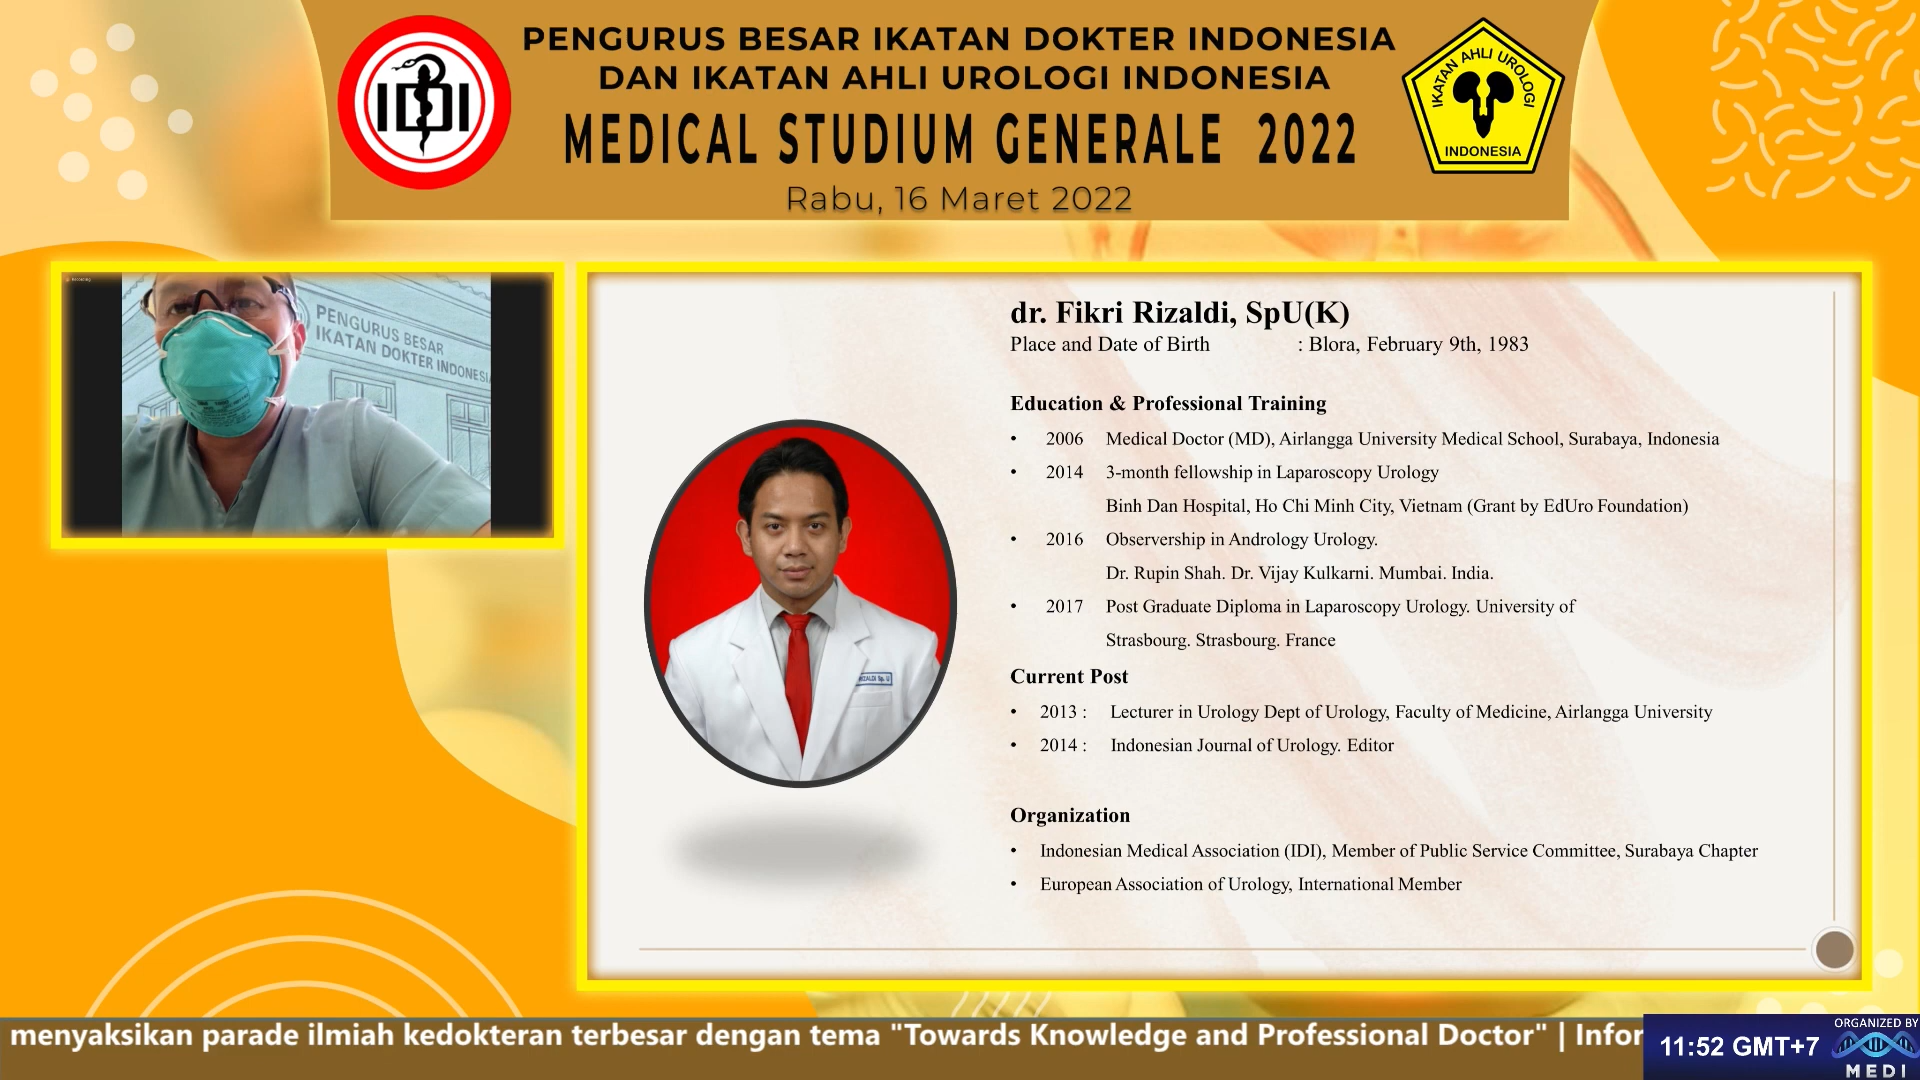 PENGURUS BESAR IKATAN DOKTER INDONESIA
DAN IKATAN AHLI UROLOGI INDONESIA
MEDICAL STUDIUM GENERALE 2022
Rabu, 16 Maret 2022
IDI
IKATAN AHLI UROLOGI
INDONESIA
Recording
PENGURUS BESAR
IKATAN DOKTER INDONESI
dr. Fikri Rizaldi, SpU(K)
Place and Date of Birth : Blora, February 9th, 1983
Education & Professional Training
• 2006 Medical Doctor (MD), Airlangga University Medical School, Surabaya, Indonesia
• 2014 3-month fellowship in Laparoscopy Urology
Binh Dan Hospital, Ho Chi Minh City, Vietnam (Grant by EdUro Foundation)
• 2016 Observership in Andrology Urology.
Dr. Rupin Shah. Dr. Vijay Kulkarni. Mumbai. India.
• 2017 Post Graduate Diploma in Laparoscopy Urology. University of
Strasbourg. Strasbourg. France
Current Post
• 2013 : Lecturer in Urology Dept of Urology, Faculty of Medicine, Airlangga University
• 2014 : Indonesian Journal of Urology. Editor
Organization
• Indonesian Medical Association (IDI), Member of Public Service Committee, Surabaya Chapter
• European Association of Urology, International Member
RIZALDI Sp. U
menyaksikan parade ilmiah kedokteran terbesar dengan tema "Towards Knowledge and Professional Doctor" | Infor
11:52 GMT+7
ORGANIZED BY
MEDI